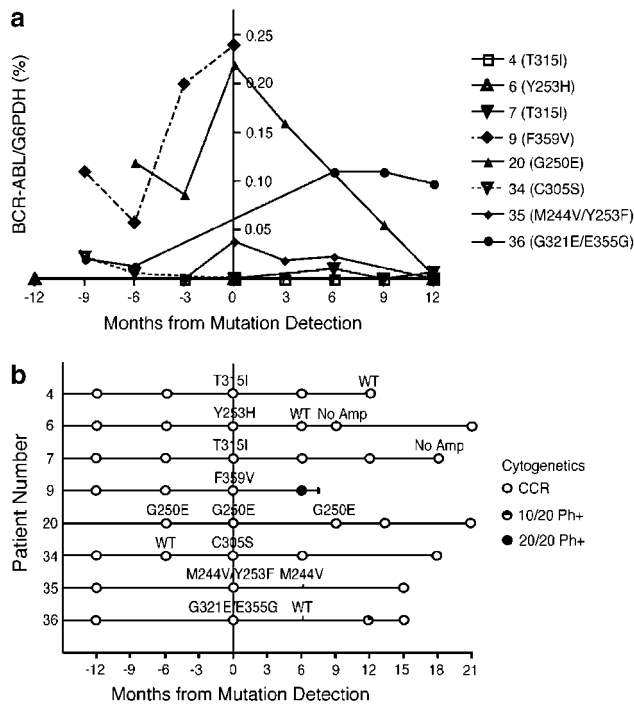 a
BCR-ABL/G6PDH (%)
0.25
0.20
0.15
0.10
0.05
-12 -9 -6 -3 0 3 6 9 12
Months from Mutation Detection
4 (T315I)
6 (Y253H)
7 (T315I)
9 (F359V)
20 (G250E)
34 (C305S)
35 (M244V/Y253F)
36 (G321E/E355G)
b
Patient Number
4 T315I WT
6 Y253H WT No Amp
7 T315I No Amp
9 F359V
20 G250E G250E G250E
34 WT C305S
35 M244V/Y253F M244V
36 G321E/E355G WT
-12 -9 -6 -3 0 3 6 9 12 15 18 21
Months from Mutation Detection
Cytogenetics
CCR
10/20 Ph+
20/20 Ph+